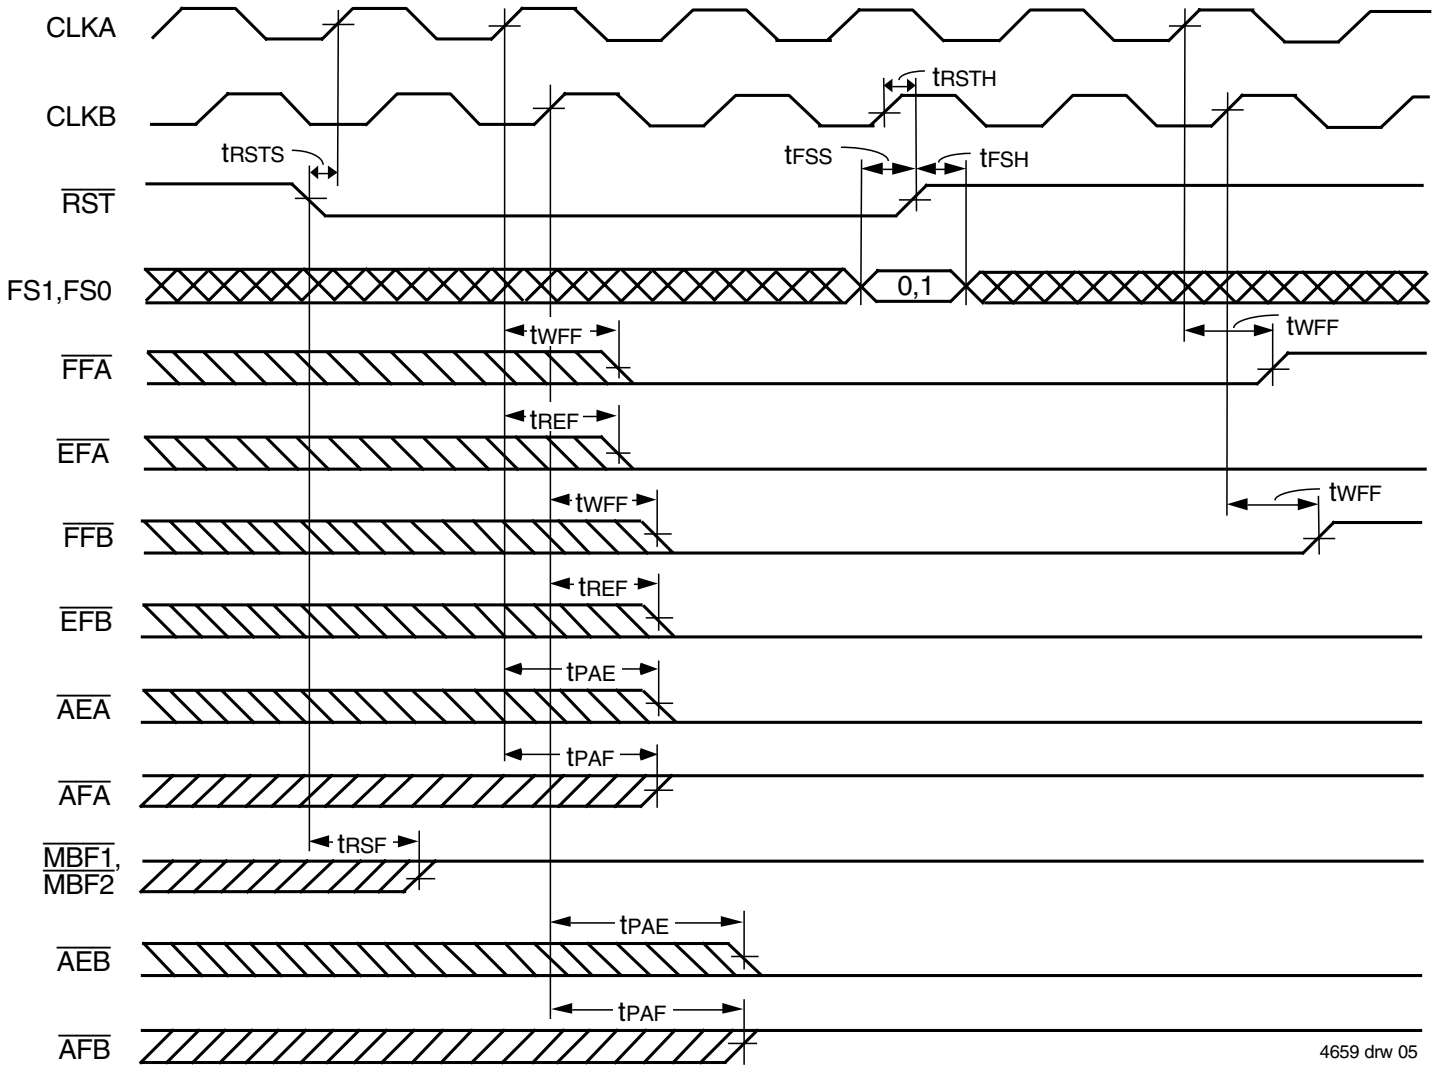 CLKA
tRSTH
CLKB
tRSTS
tFSS
tFSH
RST
FS1,FS0
0,1
tWFF
tWFF
FFA
tREF
EFA
tWFF
tWFF
FFB
tREF
EFB
tPAE
AEA
tPAF
AFA
tRSF
MBF1,
MBF2
tPAE
AEB
tPAF
AFB
4659 drw 05